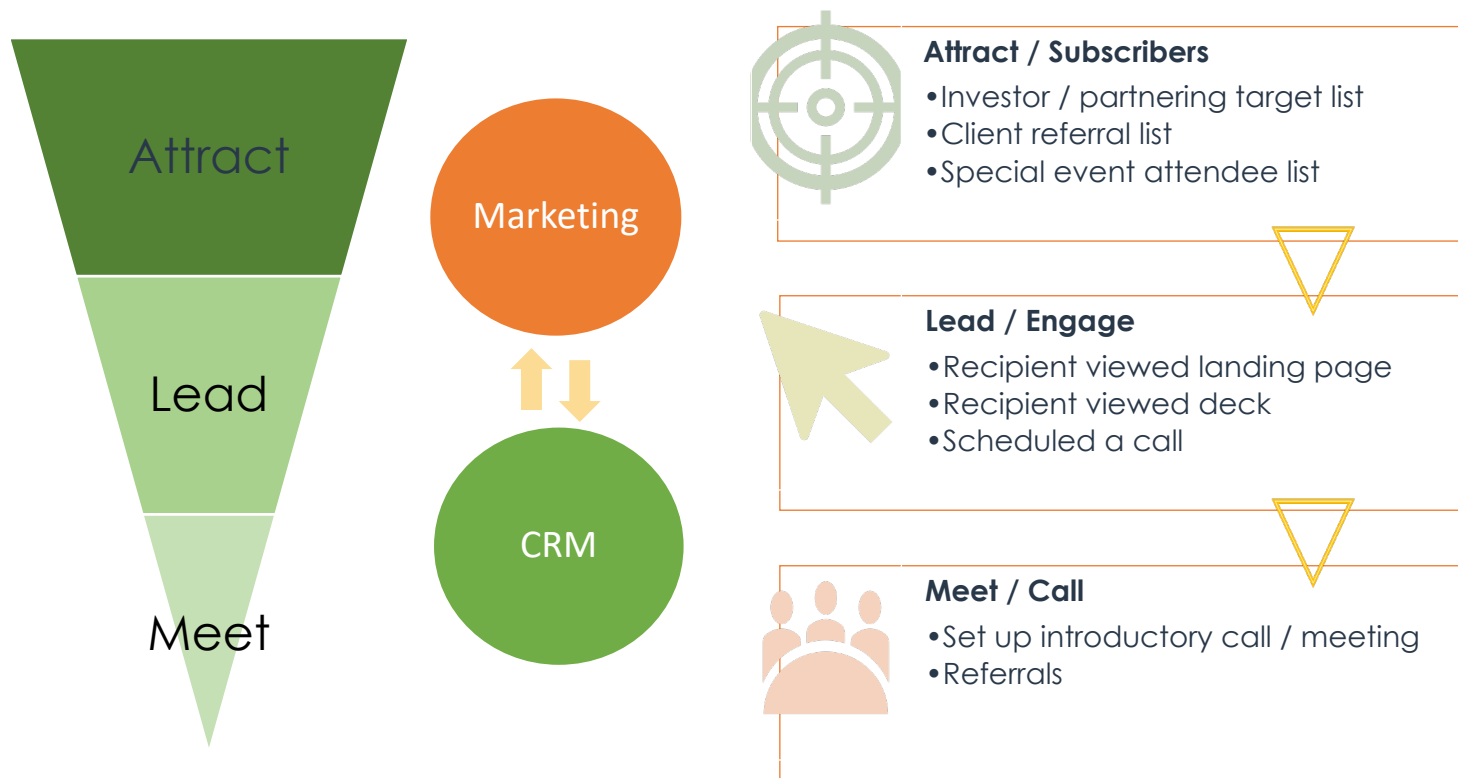 Attract
Lead
Meet
Marketing
CRM
Attract / Subscribers
•Investor / partnering target list
•Client referral list
•Special event attendee list
Lead / Engage
•Recipient viewed landing page
•Recipient viewed deck
•Scheduled a call
Meet / Call
•Set up introductory call / meeting
•Referrals